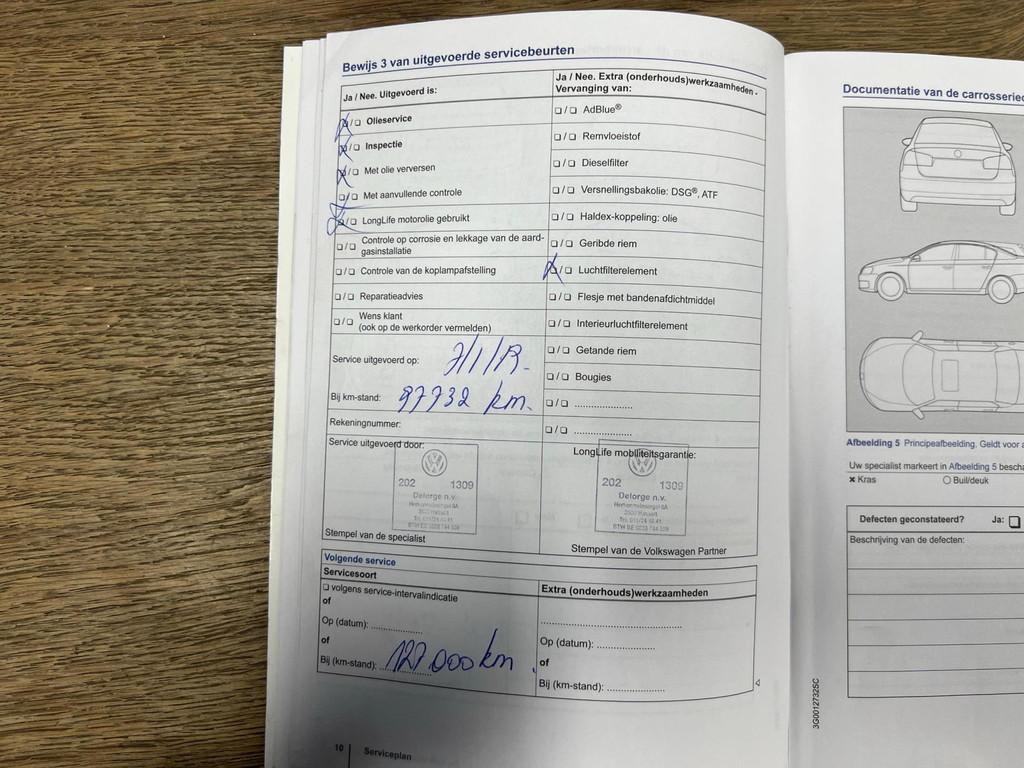 Bewijs 3 van uitgevoerde servicebeurten
Ja / Nee. Uitgevoerd is:
Olieservice
Inspectie
Met olie verversen
Met aanvullende controle
LongLife motorolie gebruikt
Controle op corrosie en lekkage van de aard-
gasinstallatie
Controle van de koplampafstelling
Reparatieadvies
Wens klant
(ook op de werkorder vermelden)
Service uitgevoerd op:
Bij km-stand: 97732 km.
Rekeningnummer:
Service uitgevoerd door:
202 1309
Delorge n.v.
Stempel van de specialist
Ja / Nee. Extra (onderhouds)werkzaamheden -
Vervanging van:
AdBlue®
Remvloeistof
Dieselfilter
Versnellingsbakolie: DSG®, ATF
Haldex-koppeling: olie
Geribde riem
Luchtfilterelement
Flesje met bandenafdichtmiddel
Interieurluchtfilterelement
Getande riem
Bougies
LongLife mobiliteitsgarantie:
202 1309
Delorge n.v.
Stempel van de Volkswagen Partner
Volgende service
Servicesoort
volgens service-intervalindicatie
of
Op (datum):
of
Bij (km-stand): 127000 km
Extra (onderhouds)werkzaamheden
Op (datum):
of
Bij (km-stand):
10 Serviceplan
Documentatie van de carrosserie
Afbeelding 5 Principeafbeelding. Geldt voor
Uw specialist markeert in Afbeelding 5
Kras Buil/deuk
Defecten geconstateerd? Ja:
Beschrijving van de defecten:
3G0012732SC